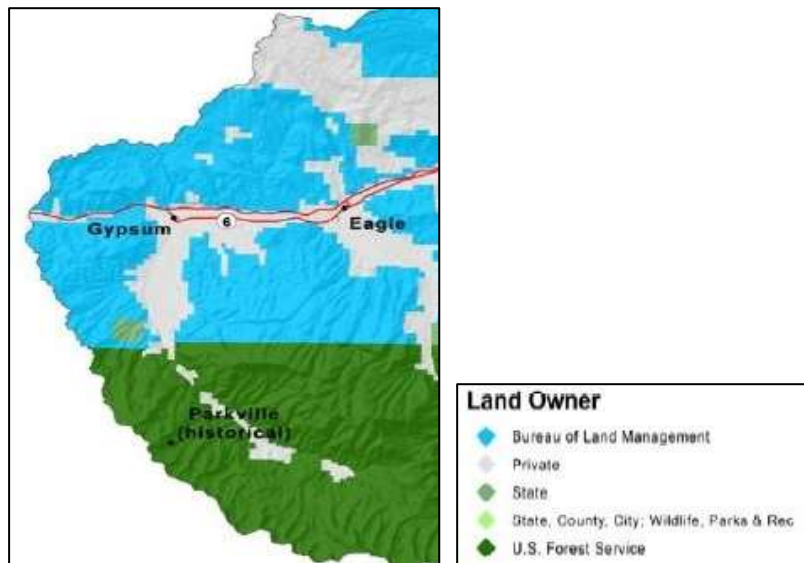 Gypsum
6
Eagle
Parkville
(historical)
Land Owner
Bureau of Land Management
Private
State
State, County, City; Wildlife, Parks & Rec
U.S. Forest Service